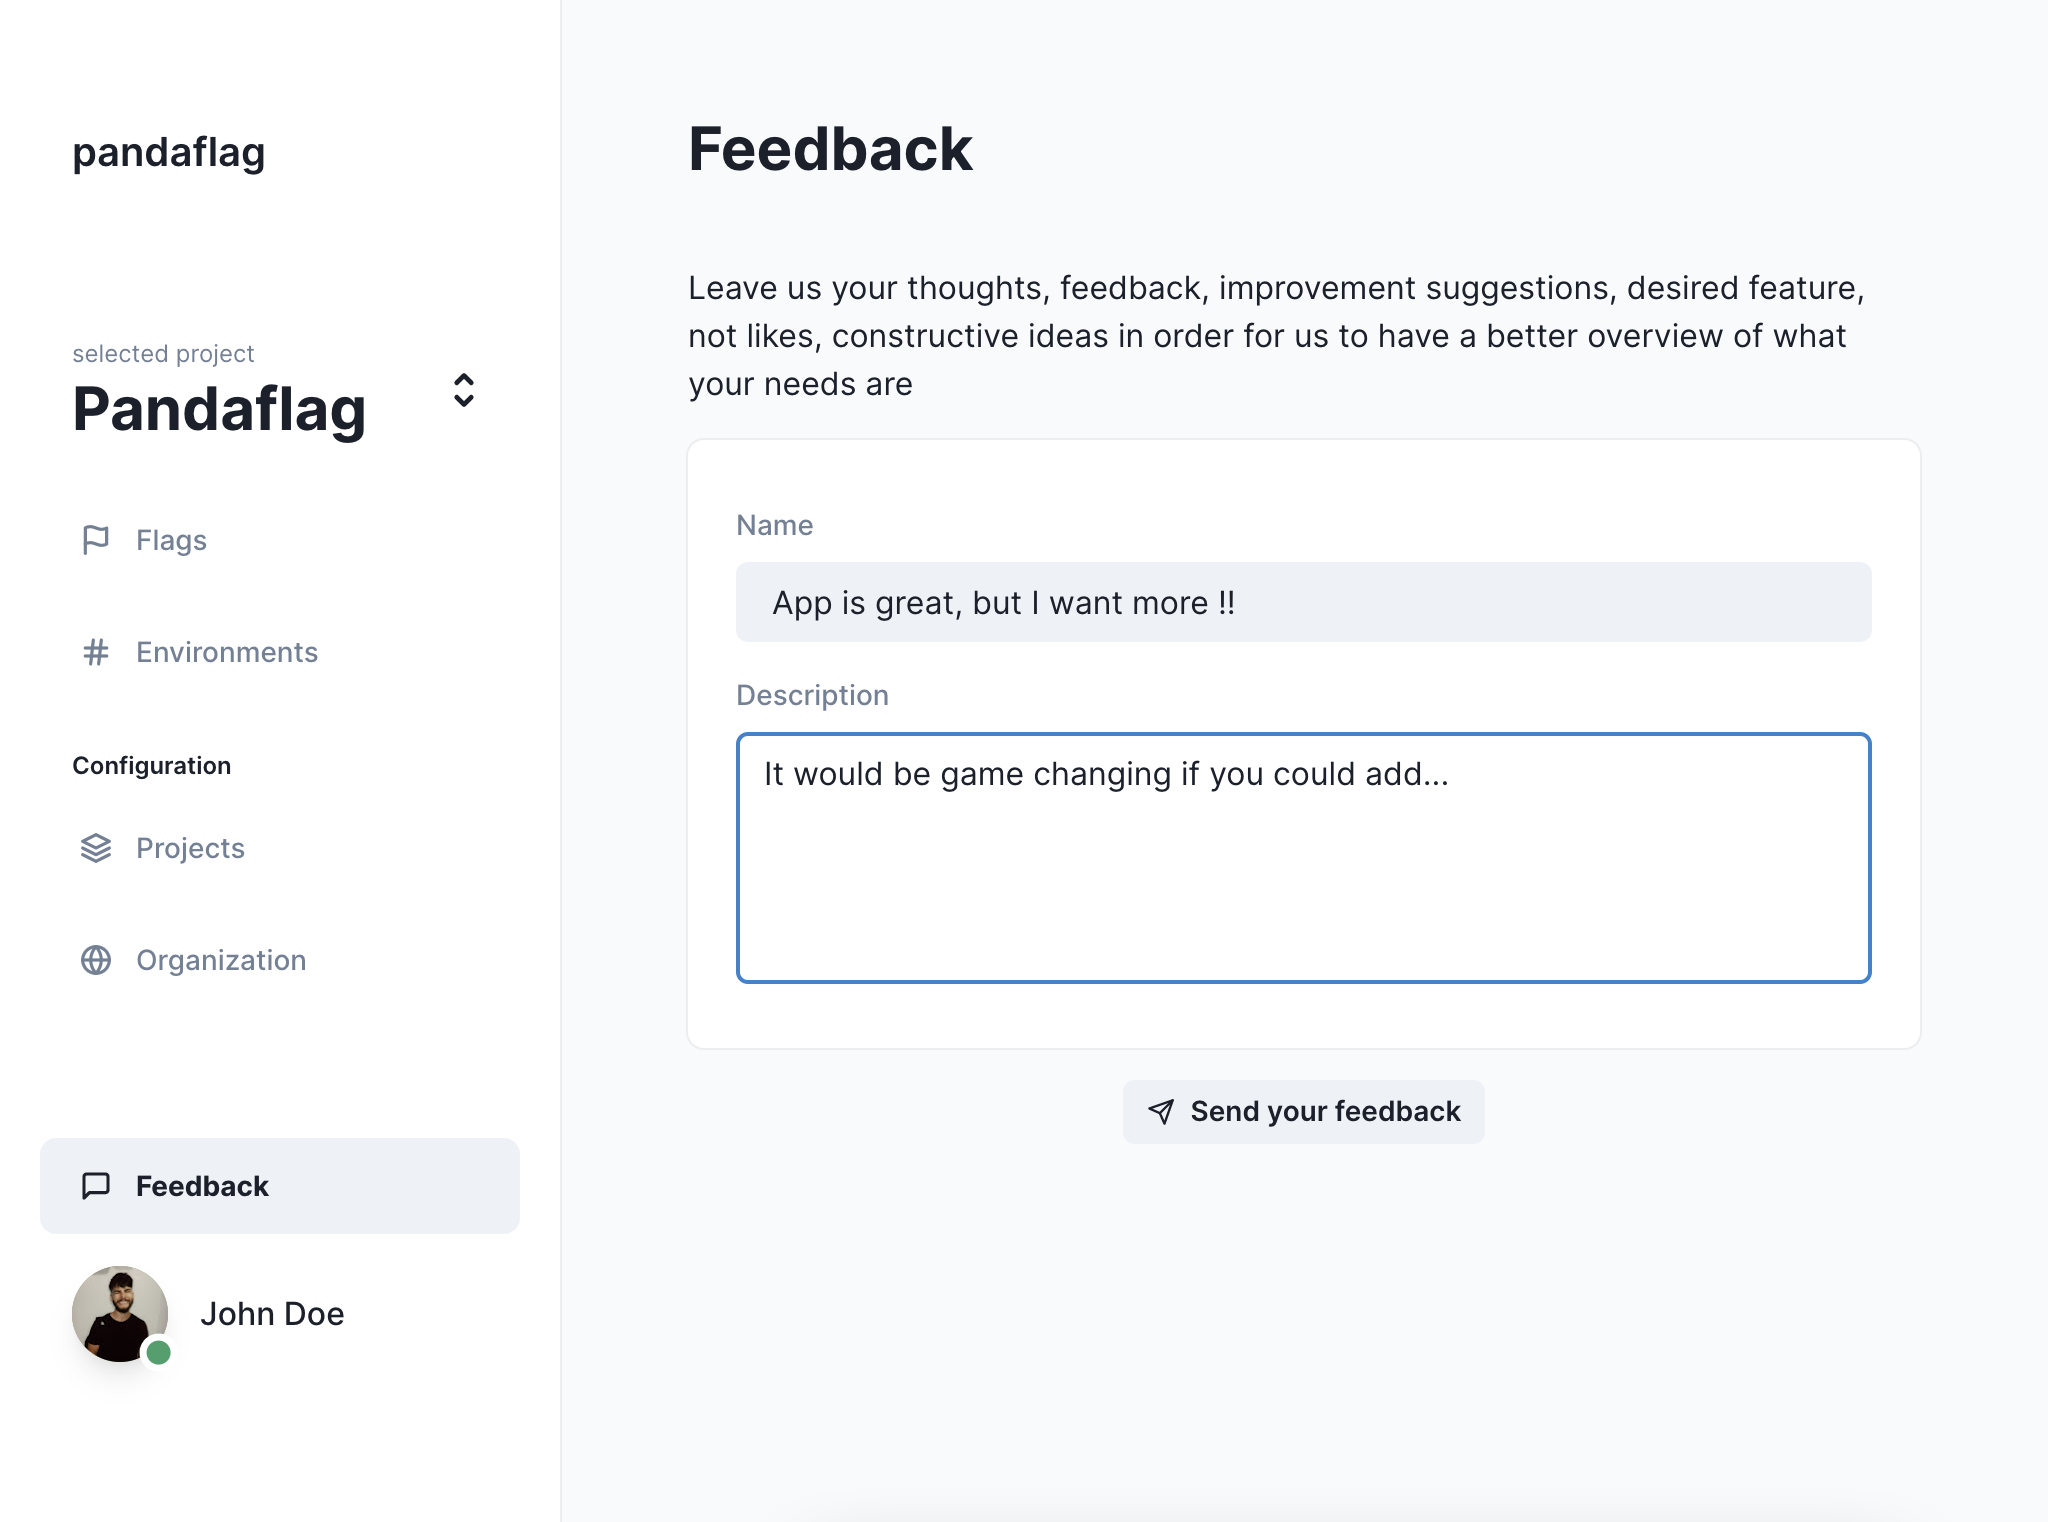 pandaflag
selected project
Pandaflag
Flags
Environments
Configuration
Projects
Organization
Feedback
John Doe
Feedback
Leave us your thoughts, feedback, improvement suggestions, desired feature,
not likes, constructive ideas in order for us to have a better overview of what
your needs are
Name
App is great, but I want more !!
Description
It would be game changing if you could add...
Send your feedback